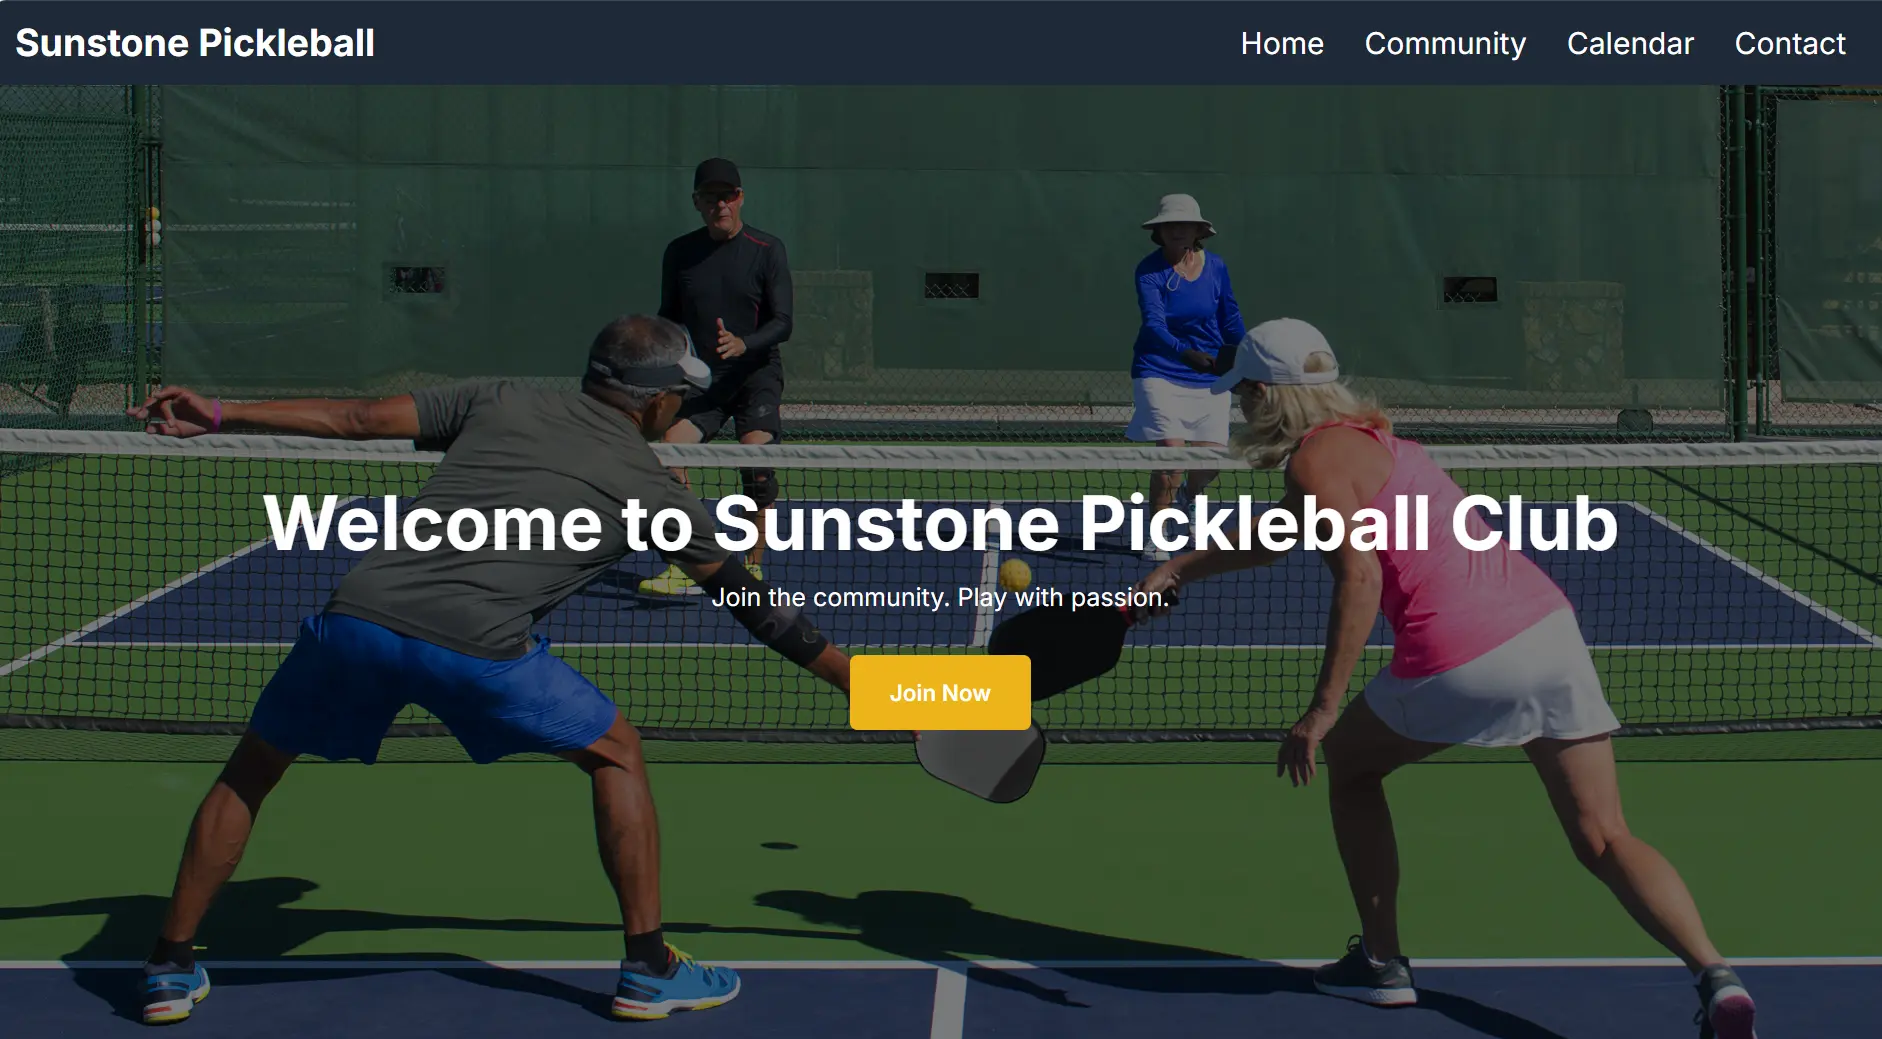 Sunstone Pickleball
Home Community Calendar Contact
Welcome to Sunstone Pickleball Club
Join the community. Play with passion.
Join Now